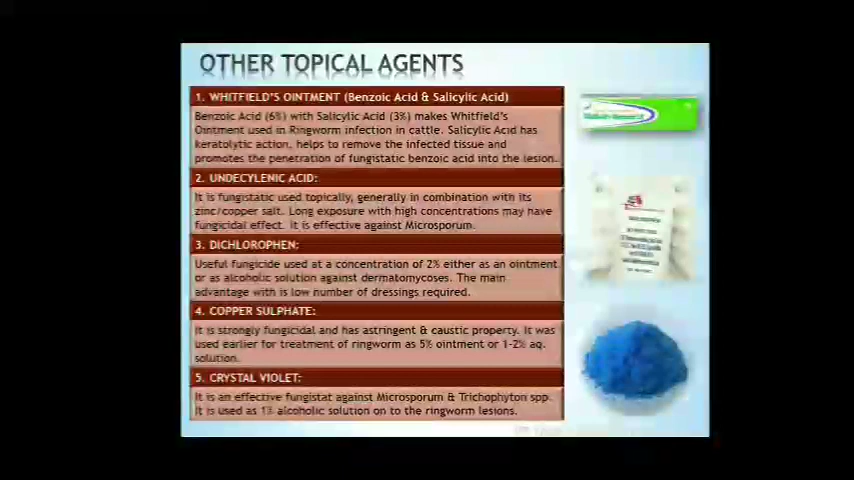 OTHER TOPICAL AGENTS
1. WHITFIELD'S OINTMENT (Benzoic Acid & Salicylic Acid)
Benzoic Acid (6%) with Salicylic Acid (3%) makes Whitfield's
Ointment used in Ringworm infection in cattle. Salicylic Acid has
keratolytic action, helps to remove the infected tissue and
promotes the penetration of fungistatic benzoic acid into the lesion.
2. UNDECYLENIC ACID:
It is fungistatic used topically, generally in combination with its
zinc/copper salt. Long exposure with high concentrations may have
fungicidal effect. It is effective against Microsporum.
3. DICHLOROPHEN:
Useful fungicide used at a concentration of 2% either as an ointment
or as alcoholic solution against dermatomycoses. The main
advantage with is low number of dressings required.
4. COPPER SULPHATE:
It is strongly fungicidal and has astringent & caustic property. It was
used earlier for treatment of ringworm as 5% ointment or 1-2% aq.
solution.
5. CRYSTAL VIOLET:
It is an effective fungistat against Microsporum & Trichophyton spp.
It is used as 1% alcoholic solution on to the ringworm lesions.